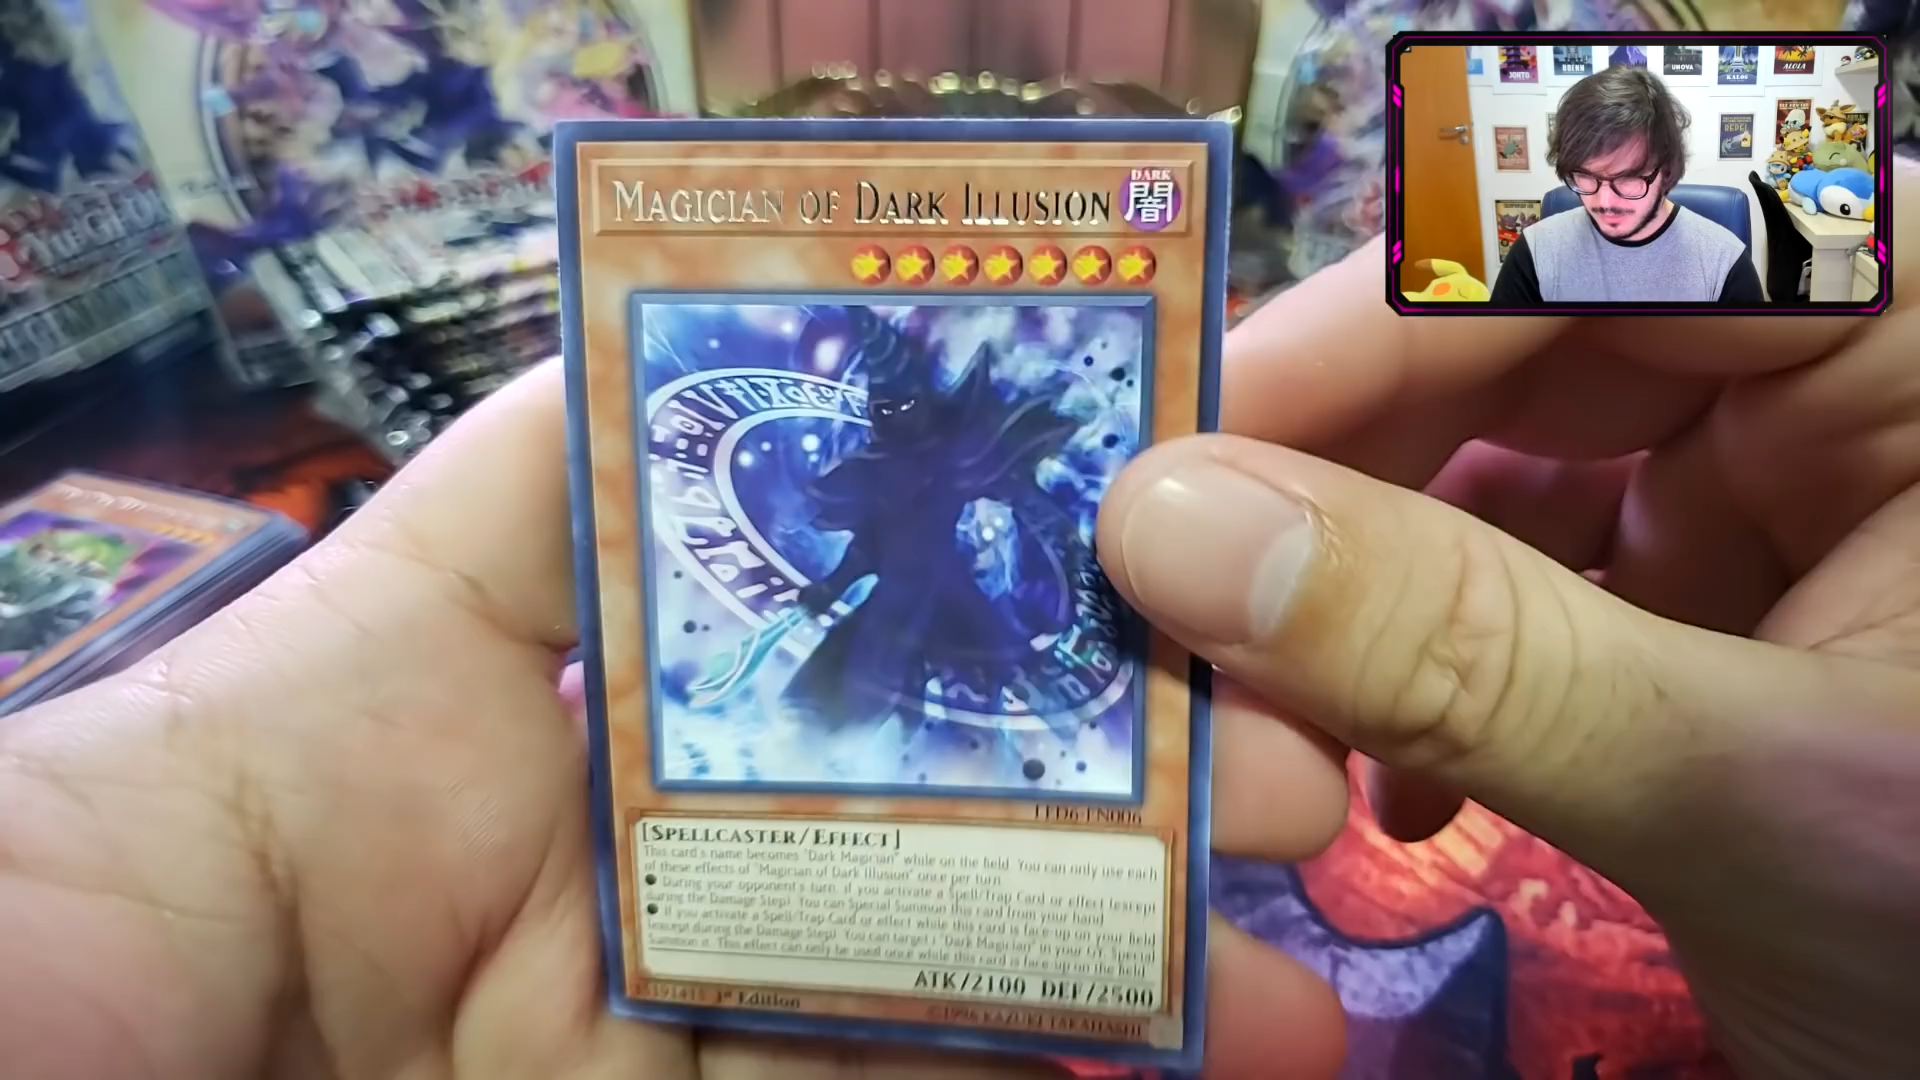 MAGICIAN OF DARK ILLUSION
DARK
闇
LED6-EN006
[SPELLCASTER/EFFECT]
This card's name becomes "Dark Magician" while on the field. You can only use each
of these effects of "Magician of Dark Illusion" once per turn.
● During your opponent's turn, if you activate a Spell/Trap Card or effect (except
during the Damage Step): You can Special Summon this card from your hand.
● If you activate a Spell/Trap Card or effect while this card is face-up on your field
(except during the Damage Step): You can target 1 "Dark Magician" in your GY; Special
Summon it. This effect can only be used once while this card is face-up on the field.
ATK/2100 DEF/2500
1st Edition
©1996 KAZUKI TAKAHASHI
JOHTO
HOENN
UNOVA
KALOS
ALOLA
REPEL